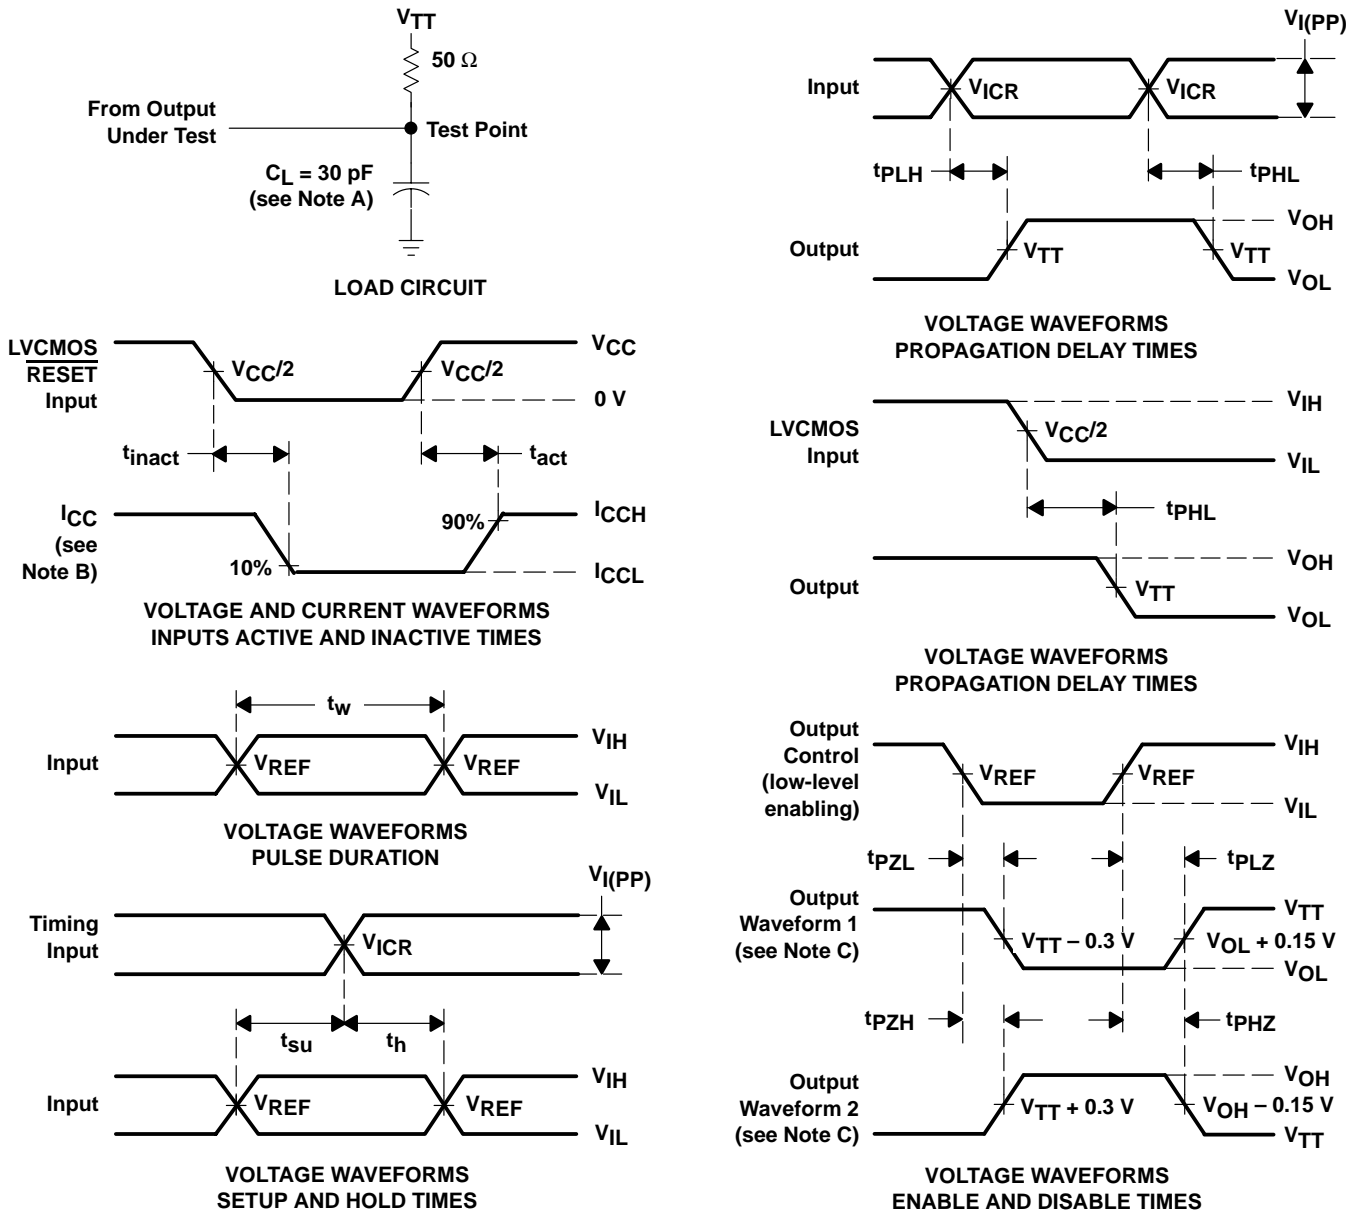 VTT
50 Ω
From Output
Under Test
Test Point
CL = 30 pF
(see Note A)
LOAD CIRCUIT
LVCMOS
RESET
Input
VCC/2
VCC/2
VCC
0 V
tinact
tact
ICC
(see
Note B)
10%
90%
ICCH
ICCL
VOLTAGE AND CURRENT WAVEFORMS
INPUTS ACTIVE AND INACTIVE TIMES
tw
Input
VREF
VREF
VIH
VIL
VOLTAGE WAVEFORMS
PULSE DURATION
VI(PP)
Timing
Input
VICR
tsu
th
Input
VREF
VREF
VIH
VIL
VOLTAGE WAVEFORMS
SETUP AND HOLD TIMES
VI(PP)
Input
VICR
VICR
tPLH
tPHL
Output
VTT
VTT
VOH
VOL
VOLTAGE WAVEFORMS
PROPAGATION DELAY TIMES
LVCMOS
Input
VCC/2
VIH
VIL
tPHL
Output
VTT
VOH
VOL
VOLTAGE WAVEFORMS
PROPAGATION DELAY TIMES
Output
Control
(low-level
enabling)
VREF
VREF
VIH
VIL
tPZL
tPLZ
Output
Waveform 1
(see Note C)
VTT – 0.3 V
VOL + 0.15 V
VTT
VOL
tPZH
tPHZ
Output
Waveform 2
(see Note C)
VTT + 0.3 V
VOH – 0.15 V
VOH
VTT
VOLTAGE WAVEFORMS
ENABLE AND DISABLE TIMES